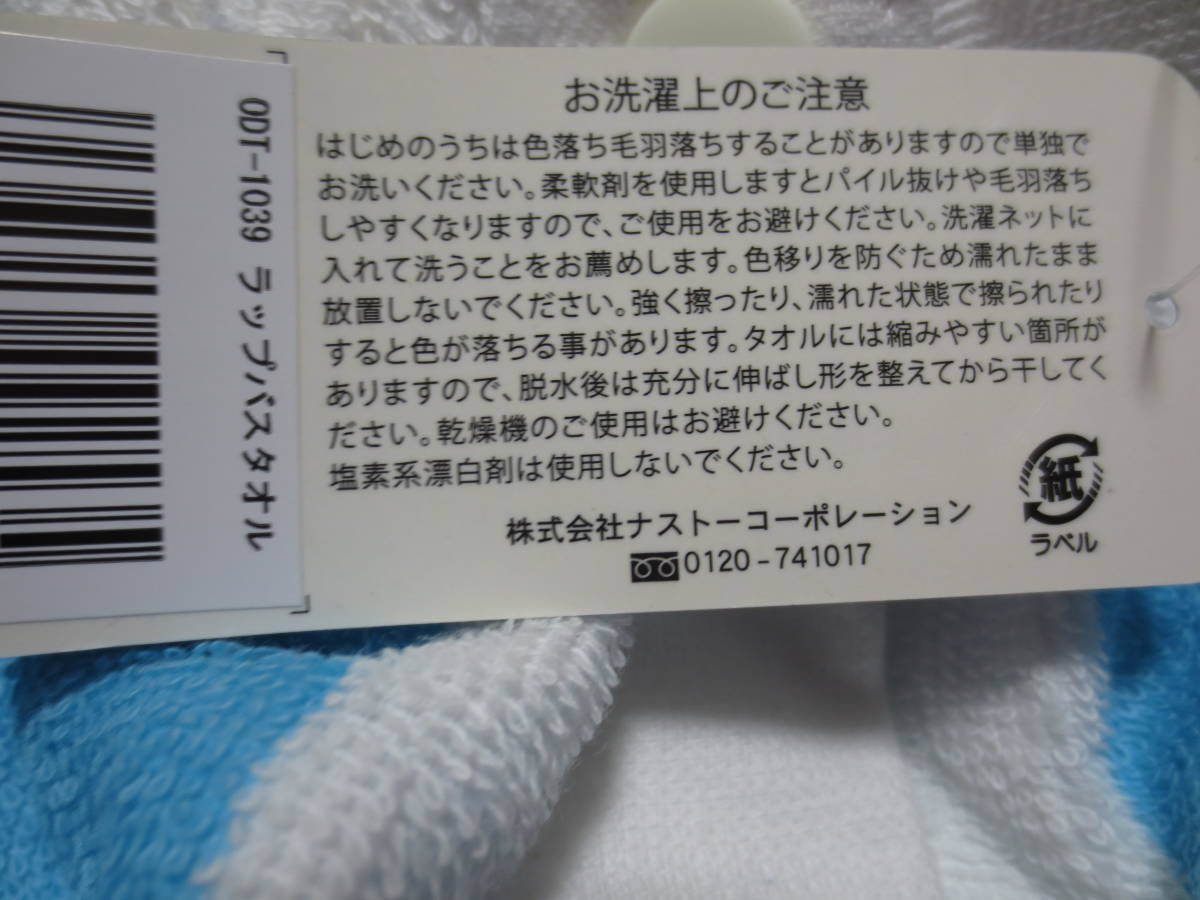 お洗濯上のご注意
はじめのうちは色落ち毛羽落ちすることがありますので単独で
お洗いください。柔軟剤を使用しますとパイル抜けや毛羽落ち
しやすくなりますので、ご使用をお避けください。洗濯ネットに
入れて洗うことをお薦めします。色移りを防ぐため濡れたまま
放置しないでください。強く擦ったり、濡れた状態で擦られたり
すると色が落ちる事があります。タオルには縮みやすい箇所が
ありますので、脱水後は充分に伸ばし形を整えてから干してく
ださい。乾燥機のご使用はお避けください。
塩素系漂白剤は使用しないでください。
株式会社ナストーコーポレーション
0120-741017
紙
ラベル
ODT-1039 ラップバスタオル